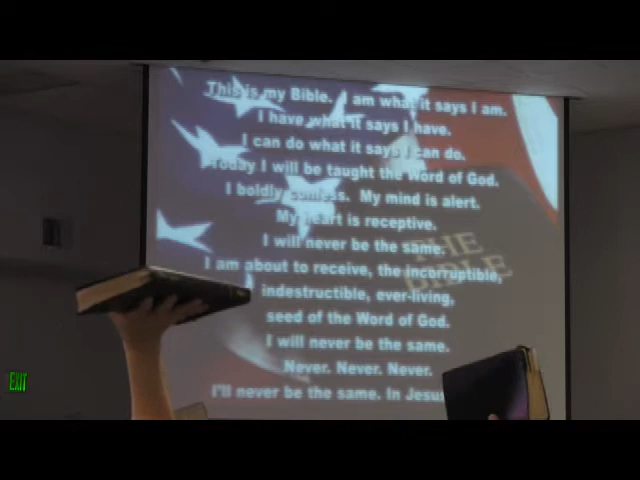 This is my Bible. I am what it says I am.
I have what it says I have.
I can do what it says I can do.
Today I will be taught the Word of God.
I boldly confess. My mind is alert.
My heart is receptive.
I will never be the same.
I am about to receive, the incorruptible,
indestructible, ever-living,
seed of the Word of God.
I will never be the same.
Never. Never. Never.
I'll never be the same. In Jesus
THE
BIBLE
EXIT